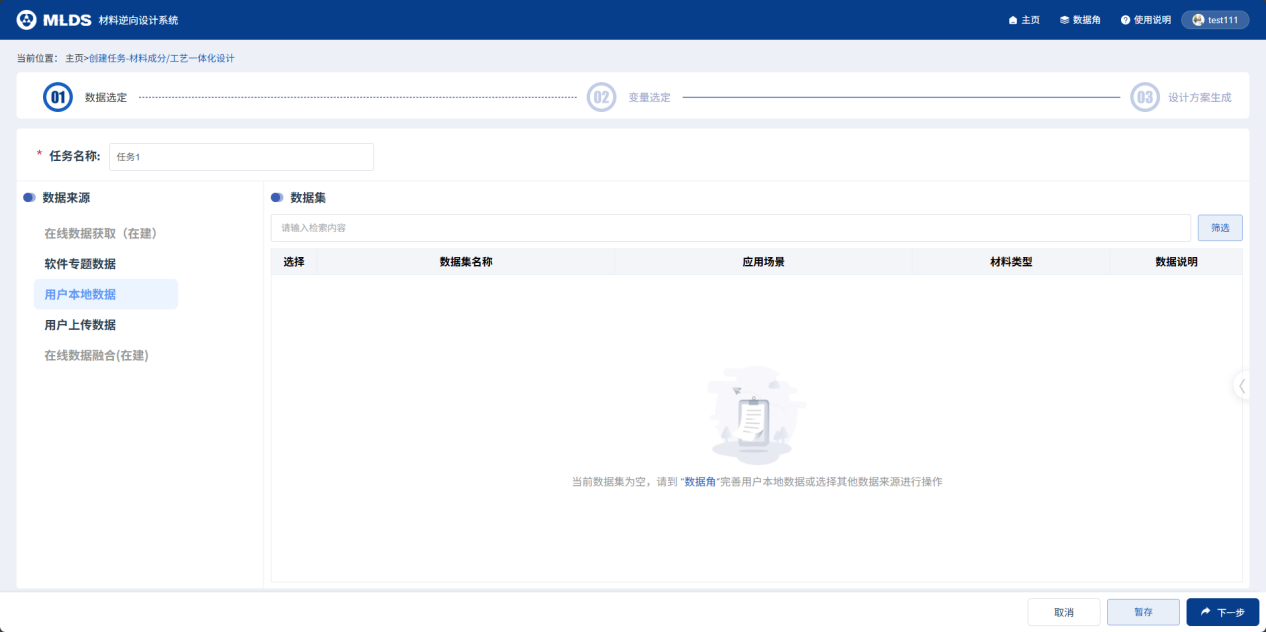 MLDS 材料逆向设计系统 主页 数据角 使用说明 test111
当前位置： 主页>创建任务-材料成分/工艺一体化设计
01 数据选定 02 变量选定 03 设计方案生成
* 任务名称: 任务1
数据来源
在线数据获取（在建）
软件专题数据
用户本地数据
用户上传数据
在线数据融合(在建)
数据集
请输入检索内容 筛选
选择 数据集名称 应用场景 材料类型 数据说明
当前数据集为空，请到 "数据角"完善用户本地数据或选择其他数据来源进行操作
取消 暂存 下一步